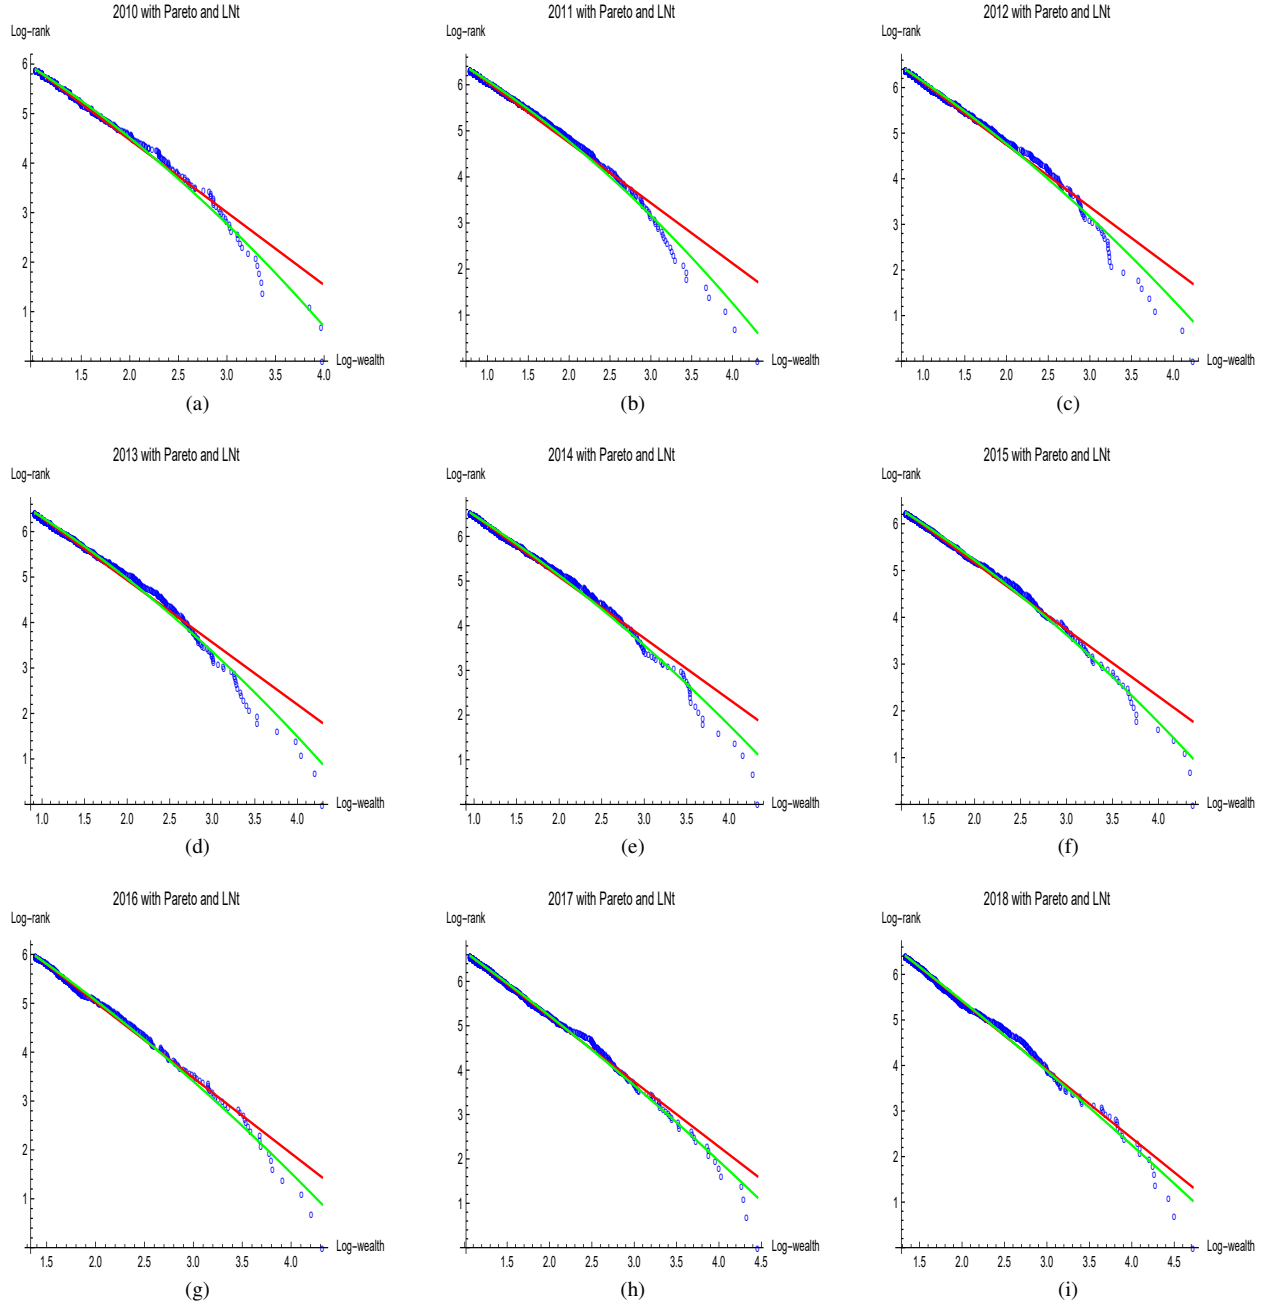 2010 with Pareto and LNt
Log-rank
6
5
4
3
2
1
1.5 2.0 2.5 3.0 3.5 4.0
Log-wealth
(a)
2011 with Pareto and LNt
Log-rank
6
5
4
3
2
1
1.0 1.5 2.0 2.5 3.0 3.5 4.0
Log-wealth
(b)
2012 with Pareto and LNt
Log-rank
6
5
4
3
2
1
1.0 1.5 2.0 2.5 3.0 3.5 4.0
Log-wealth
(c)
2013 with Pareto and LNt
Log-rank
6
5
4
3
2
1
1.0 1.5 2.0 2.5 3.0 3.5 4.0
Log-wealth
(d)
2014 with Pareto and LNt
Log-rank
6
5
4
3
2
1
1.0 1.5 2.0 2.5 3.0 3.5 4.0
Log-wealth
(e)
2015 with Pareto and LNt
Log-rank
6
5
4
3
2
1
1.5 2.0 2.5 3.0 3.5 4.0
Log-wealth
(f)
2016 with Pareto and LNt
Log-rank
6
5
4
3
2
1
1.5 2.0 2.5 3.0 3.5 4.0
Log-wealth
(g)
2017 with Pareto and LNt
Log-rank
6
5
4
3
2
1
1.0 1.5 2.0 2.5 3.0 3.5 4.0 4.5
Log-wealth
(h)
2018 with Pareto and LNt
Log-rank
6
5
4
3
2
1
1.5 2.0 2.5 3.0 3.5 4.0 4.5
Log-wealth
(i)